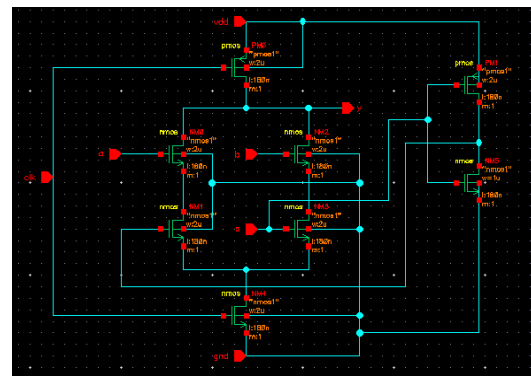 vdd
pmos
PM0
"pmos1"
w:2u
l:180n
m:1
pmos
PM1
"pmos1"
w:2u
l:180n
m:1
y
nmos
NM0
"nmos1"
w:2u
l:180n
m:1
nmos
NM2
"nmos1"
w:2u
l:180n
m:1
a
b
clk
nmos
NM5
"nmos1"
w=1u
l:180n
m:1
nmos
NM1
"nmos1"
w:2u
l:180n
m:1
nmos
NM3
"nmos1"
w:2u
l:180n
m:1
nmos
NM4
"nmos1"
w:2u
l:180n
m:1
gnd